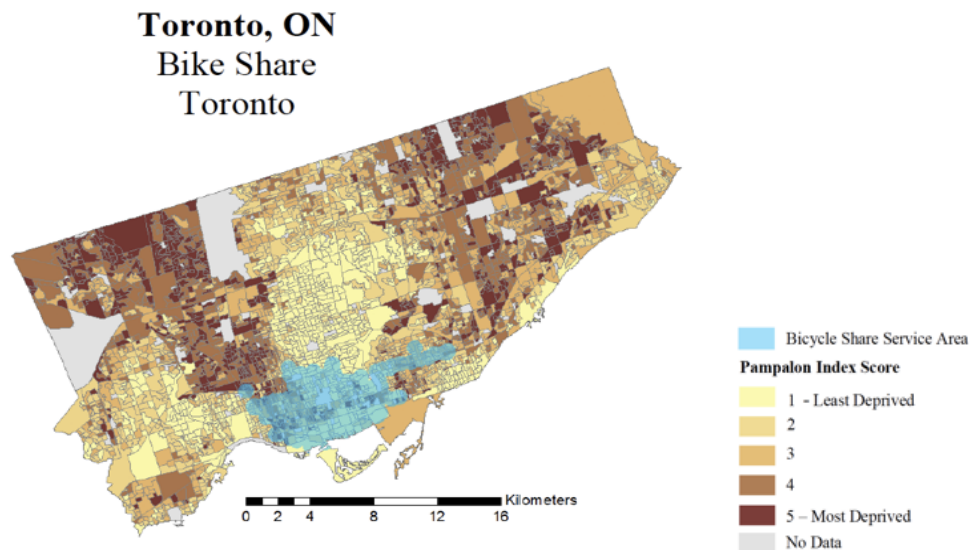 Toronto, ON
Bike Share
Toronto
Bicycle Share Service Area
Pampalon Index Score
1 - Least Deprived
2
3
4
5 – Most Deprived
No Data
Kilometers
0 2 4 8 12 16